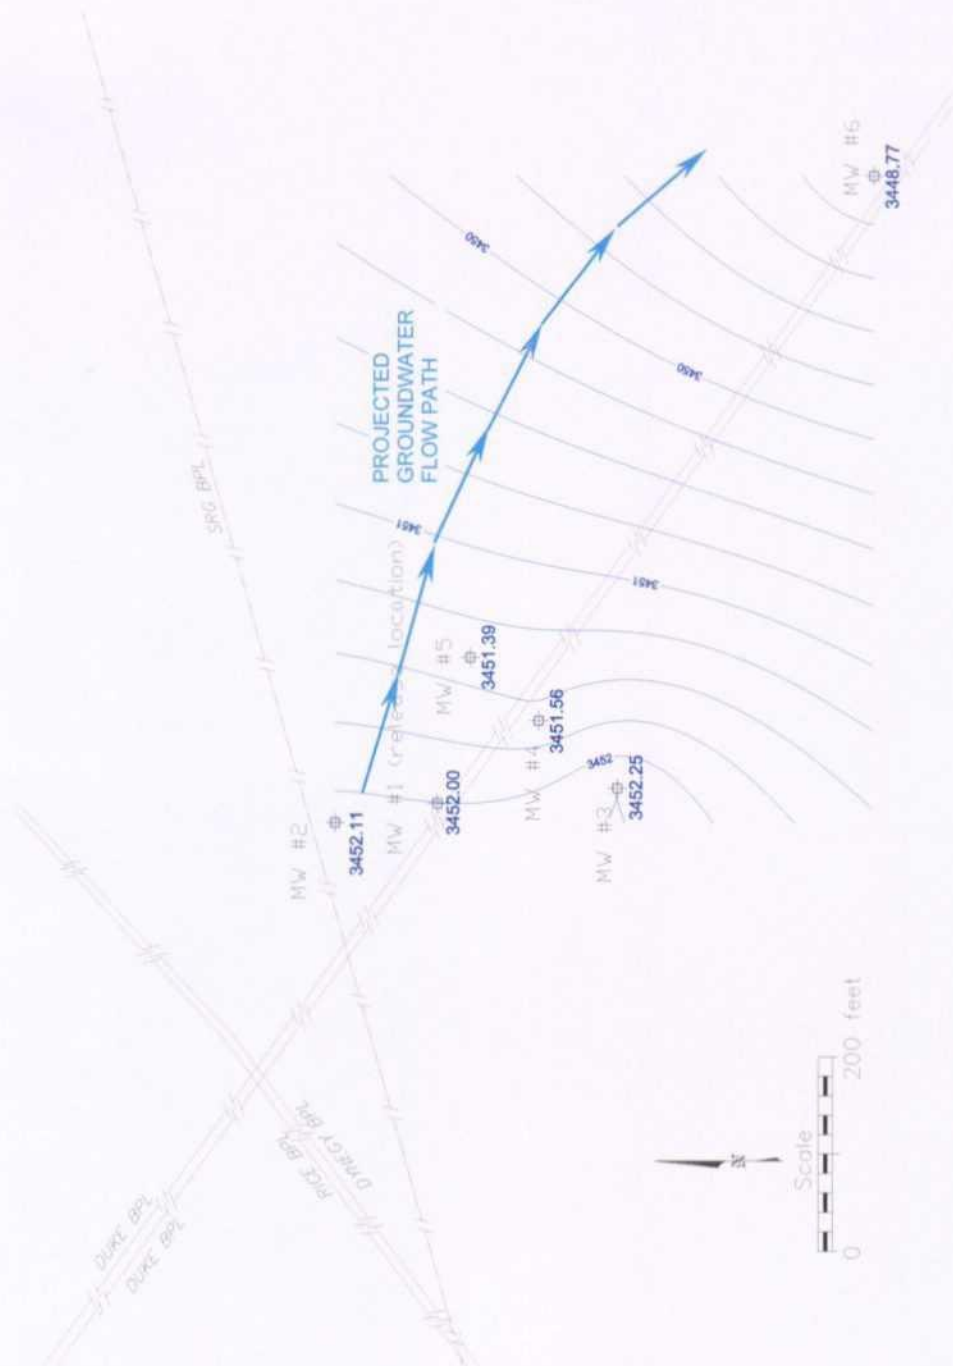 DUKE BPL
DUKE BPL
RICE BPL
DYNEGY BPL
SRG BPL
MW #2
3452.11
MW #1 (release location)
3452.00
MW #5
3451.39
MW #4
3451.56
MW #3
3452.25
3452
PROJECTED
GROUNDWATER
FLOW PATH
3451
3451
3450
3450
MW #6
3448.77
N
Scale
0
200 feet